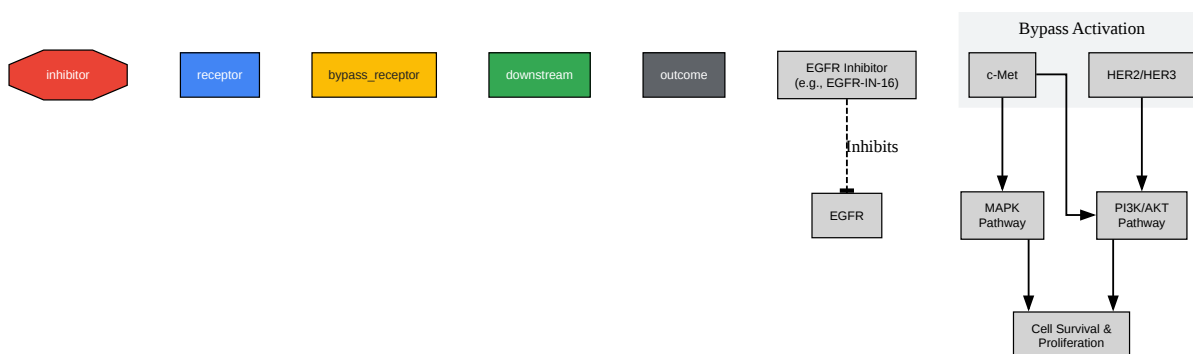 Bypass Activation
inhibitor
receptor
bypass_receptor
downstream
outcome
EGFR Inhibitor
(e.g., EGFR-IN-16)
c-Met
HER2/HER3
Inhibits
EGFR
MAPK
Pathway
PI3K/AKT
Pathway
Cell Survival &
Proliferation